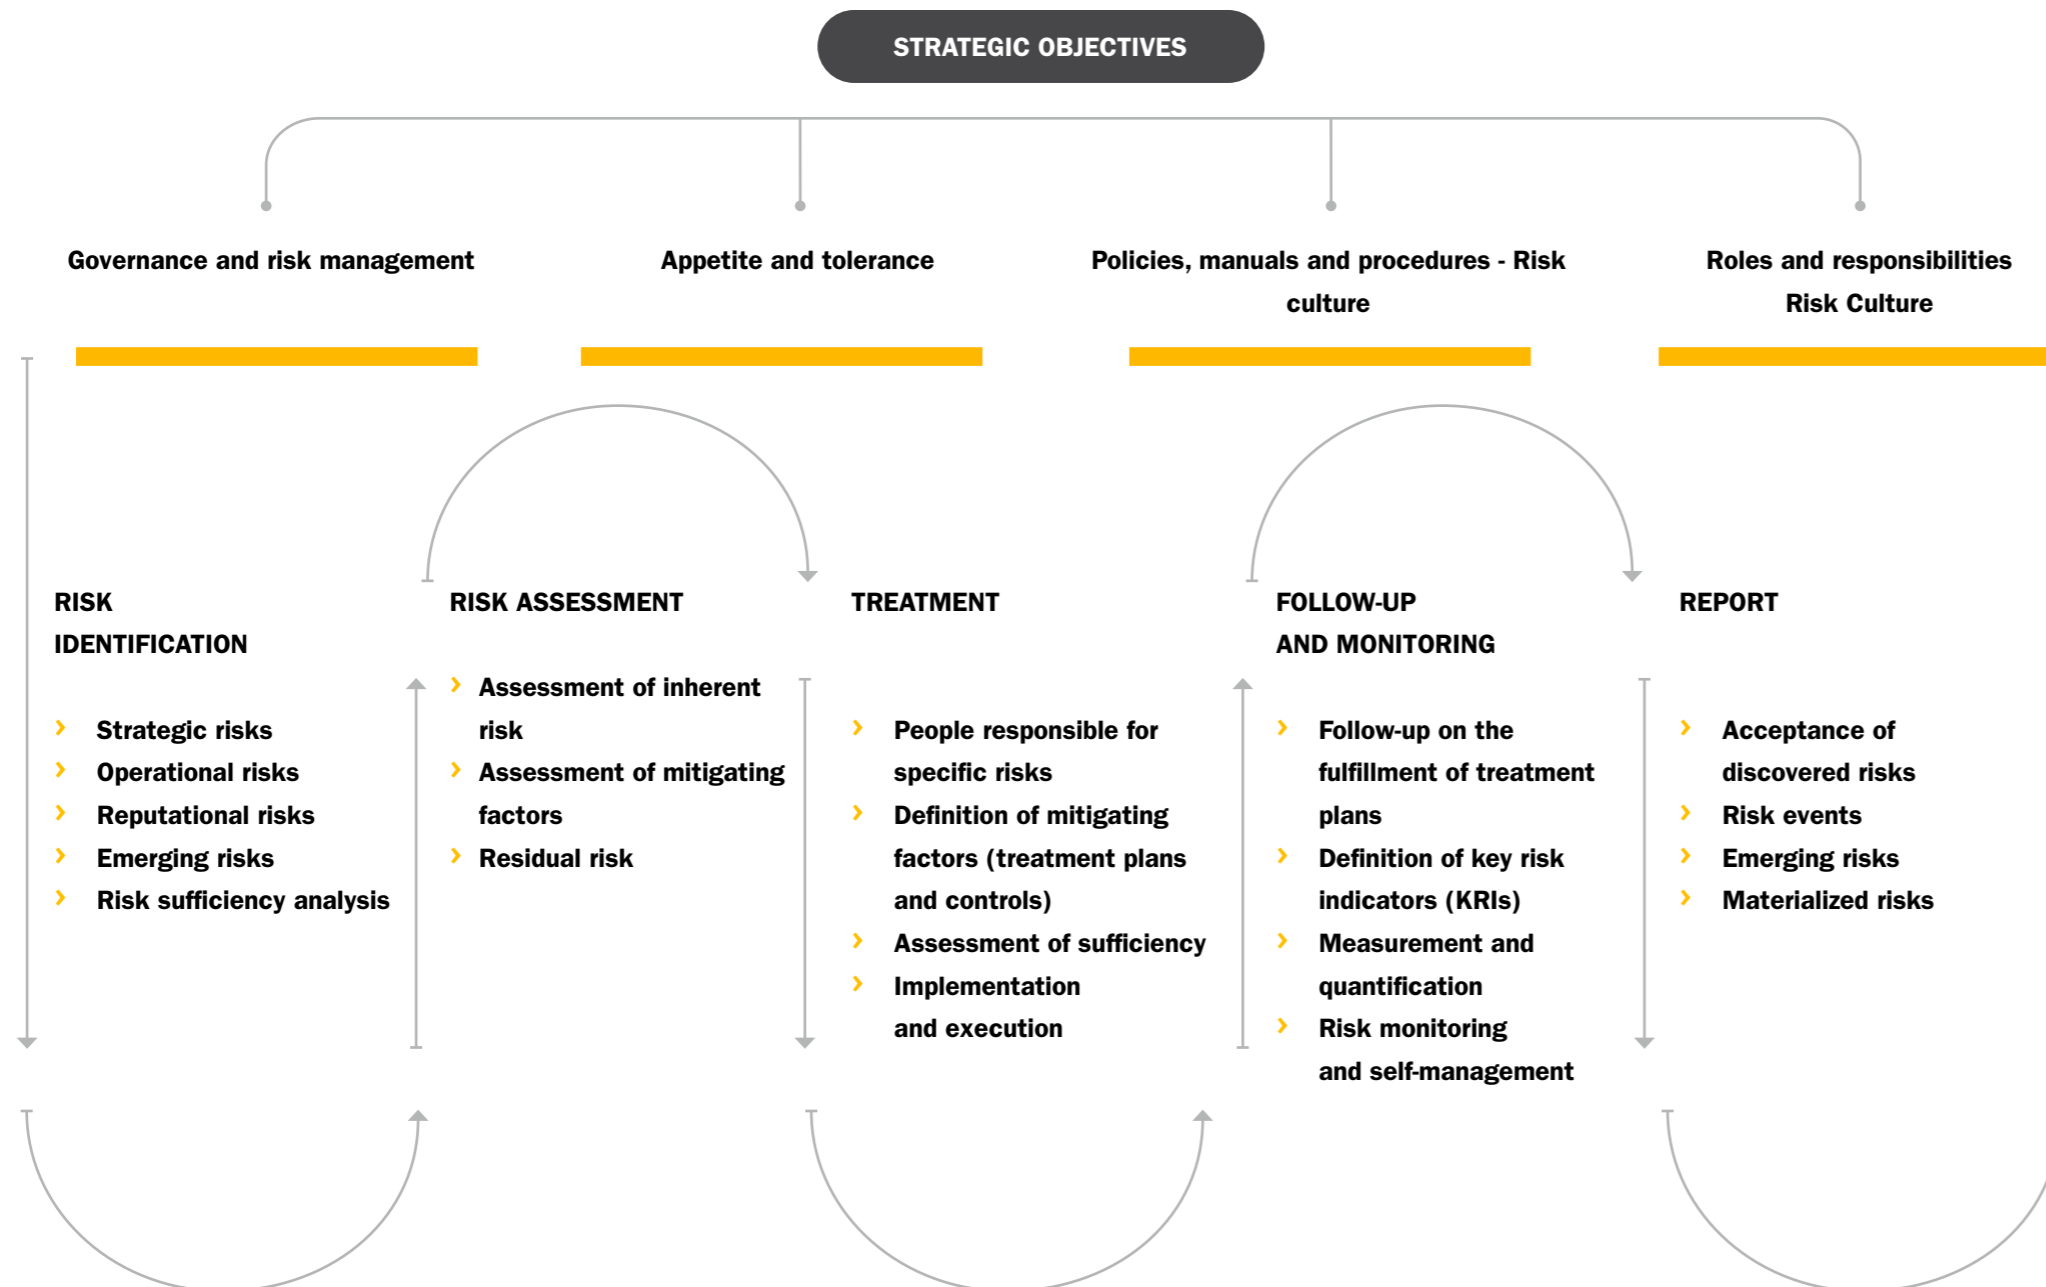 STRATEGIC OBJECTIVES
Governance and risk management
Appetite and tolerance
Policies, manuals and procedures - Risk
culture
Roles and responsibilities
Risk Culture
RISK
IDENTIFICATION
Strategic risks
Operational risks
Reputational risks
Emerging risks
Risk sufficiency analysis
RISK ASSESSMENT
Assessment of inherent
risk
Assessment of mitigating
factors
Residual risk
TREATMENT
People responsible for
specific risks
Definition of mitigating
factors (treatment plans
and controls)
Assessment of sufficiency
Implementation
and execution
FOLLOW-UP
AND MONITORING
Follow-up on the
fulfillment of treatment
plans
Definition of key risk
indicators (KRIs)
Measurement and
quantification
Risk monitoring
and self-management
REPORT
Acceptance of
discovered risks
Risk events
Emerging risks
Materialized risks